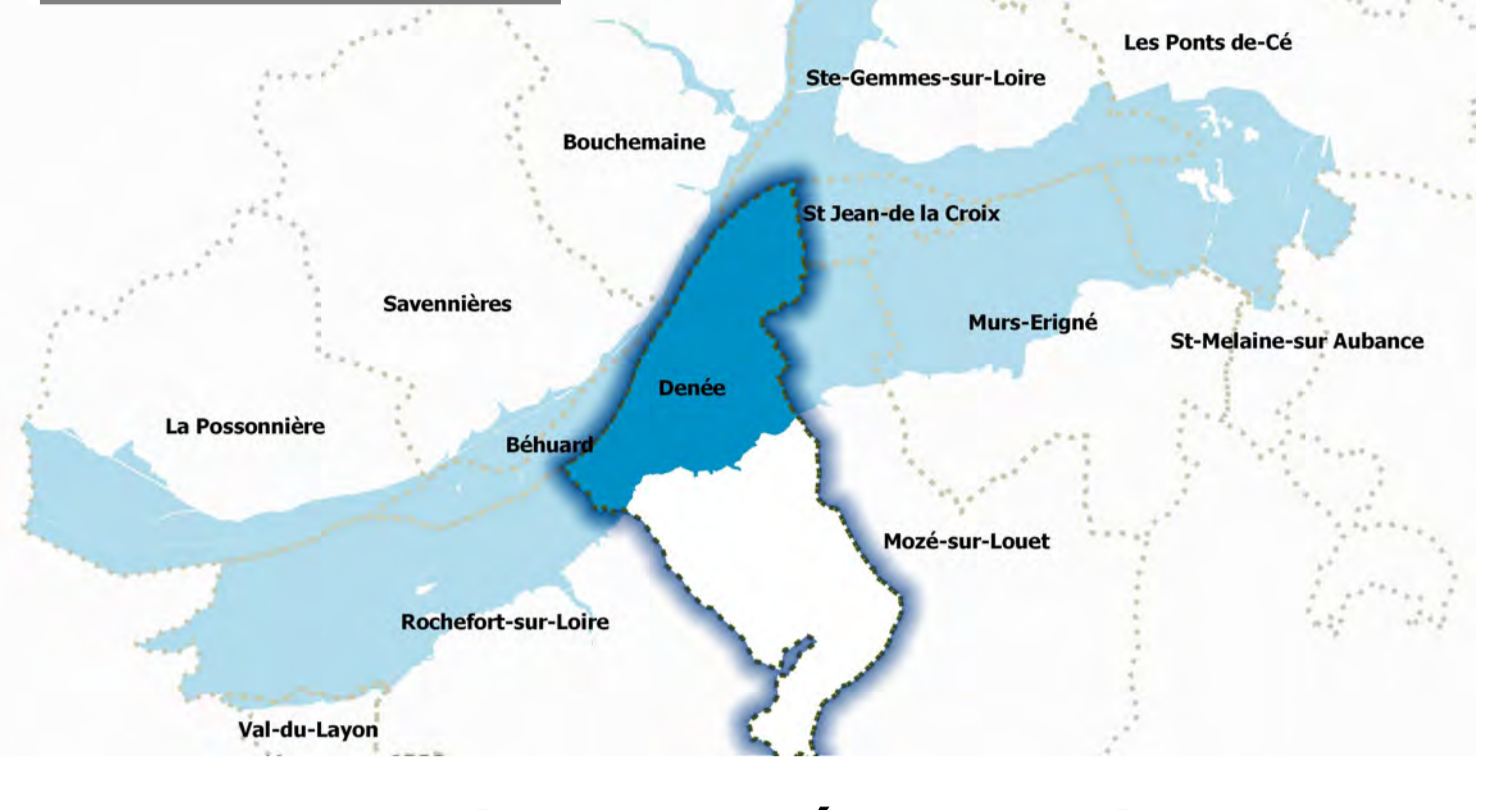 Les Ponts de-Cé
Ste-Gemmes-sur-Loire
Bouchemaine
St Jean-de la Croix
Savennières
Murs-Erigné
St-Melaine-sur Aubance
Denée
La Possonnière
Béhuard
Mozé-sur-Louet
Rochefort-sur-Loire
Val-du-Layon